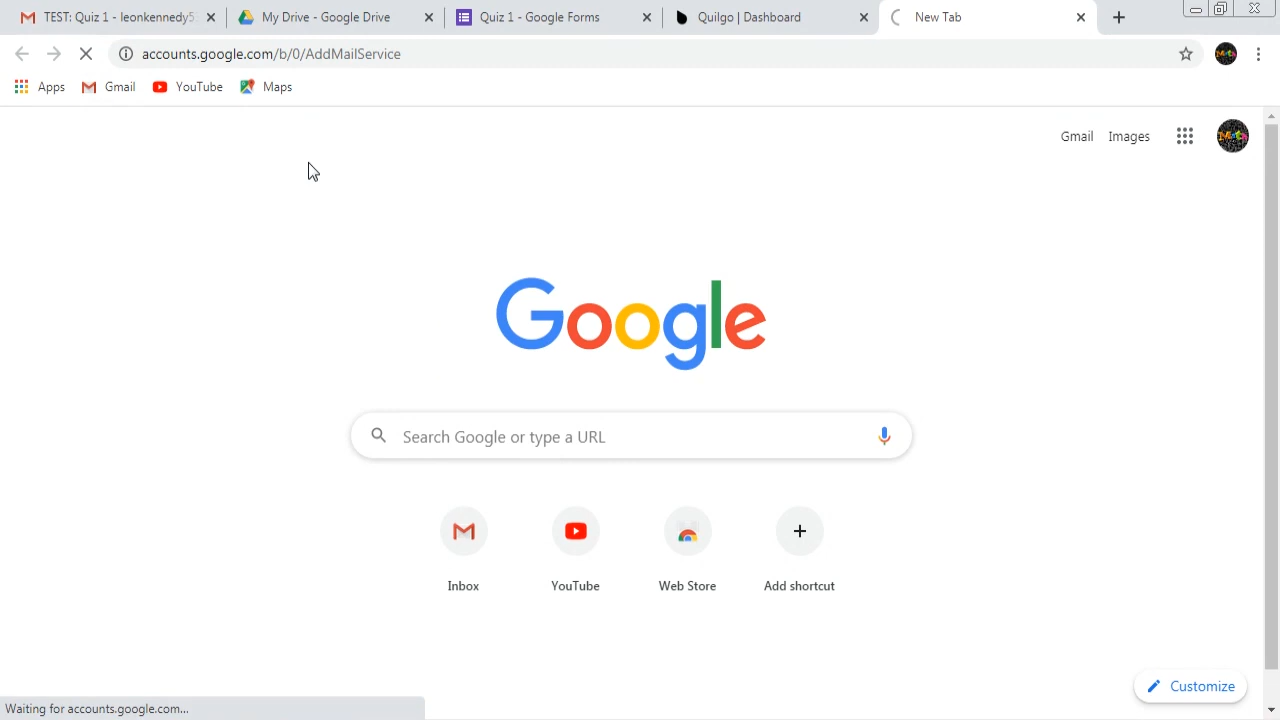 TEST: Quiz 1 - leonkennedy5
My Drive - Google Drive
Quiz 1 - Google Forms
Quilgo | Dashboard
New Tab
accounts.google.com/b/0/AddMailService
Apps
Gmail
YouTube
Maps
Gmail
Images
Google
Search Google or type a URL
Inbox
YouTube
Web Store
Add shortcut
Customize
Waiting for accounts.google.com...